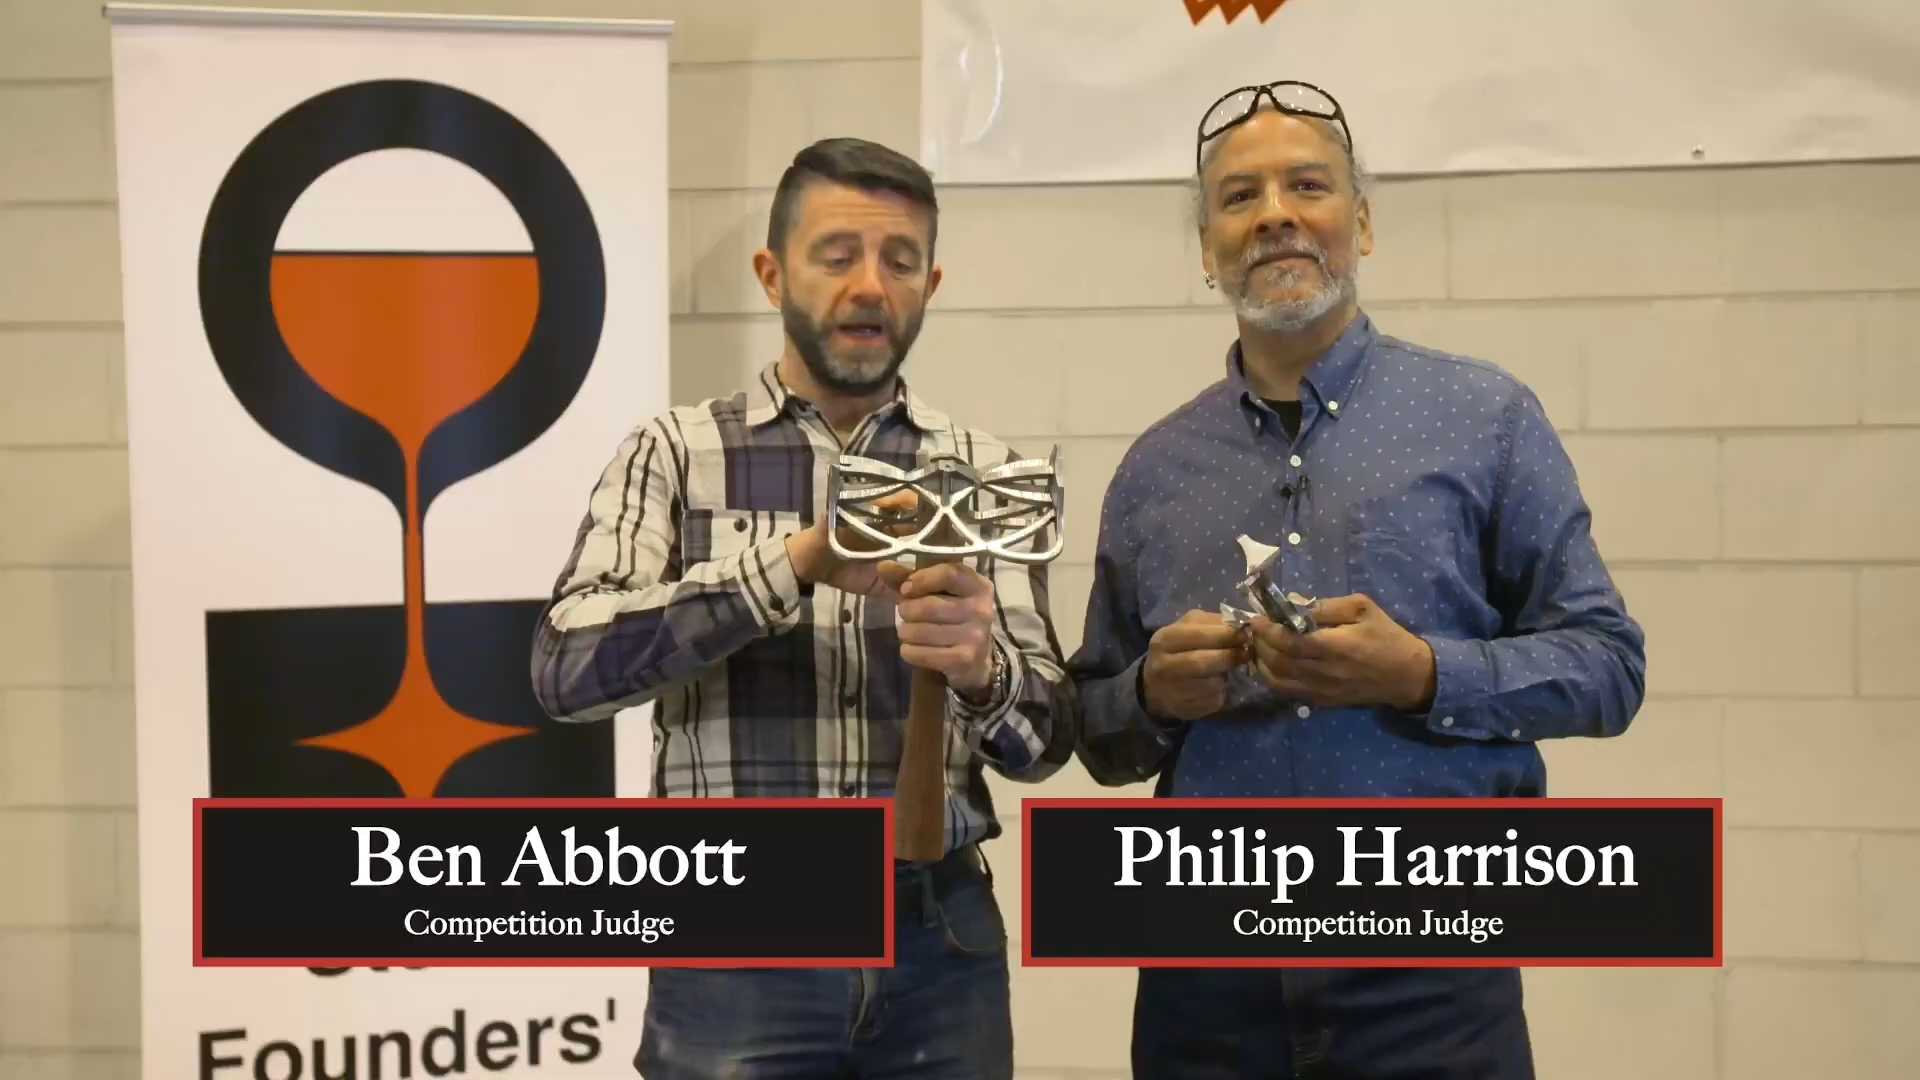 Ben Abbott
Competition Judge
Philip Harrison
Competition Judge
Founders'